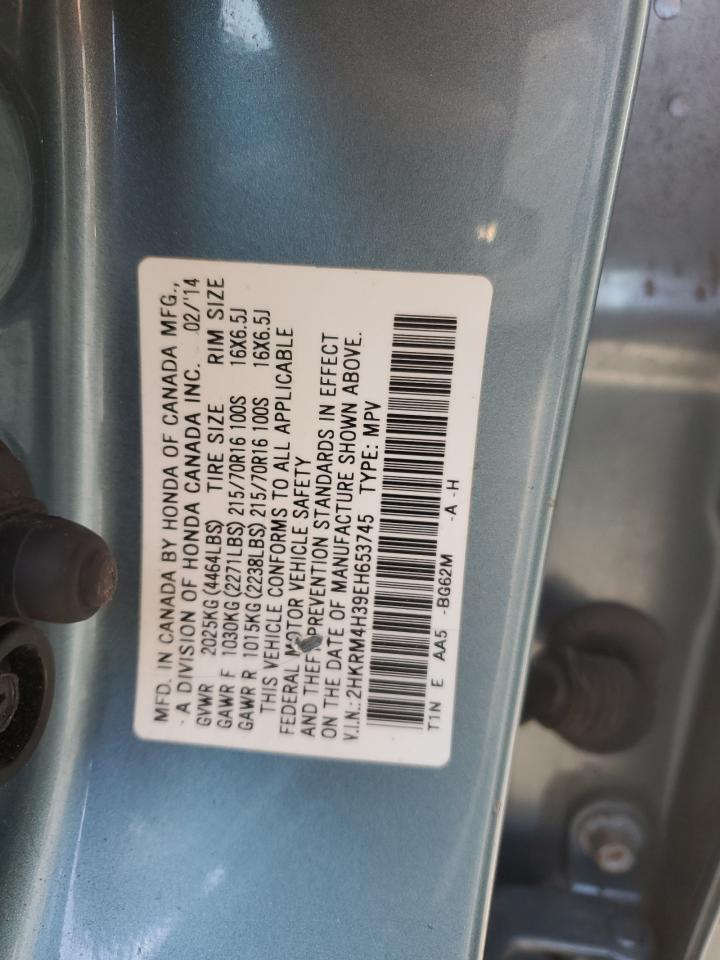 MFD. IN CANADA BY HONDA OF CANADA MFG.,
- A DIVISION OF HONDA CANADA INC. 02/'14
GVWR 2025KG(4464LBS) TIRE SIZE RIM SIZE
GAWR F 1030KG(2271LBS) 215/70R16 100S 16X6.5J
GAWR R 1015KG(2238LBS) 215/70R16 100S 16X6.5J
THIS VEHICLE CONFORMS TO ALL APPLICABLE
FEDERAL MOTOR VEHICLE SAFETY
AND THEFT PREVENTION STANDARDS IN EFFECT
ON THE DATE OF MANUFACTURE SHOWN ABOVE.
V.I.N.: 2HKRM4H39EH653745 TYPE: MPV
T1N E AA5 -BG62M -A -H